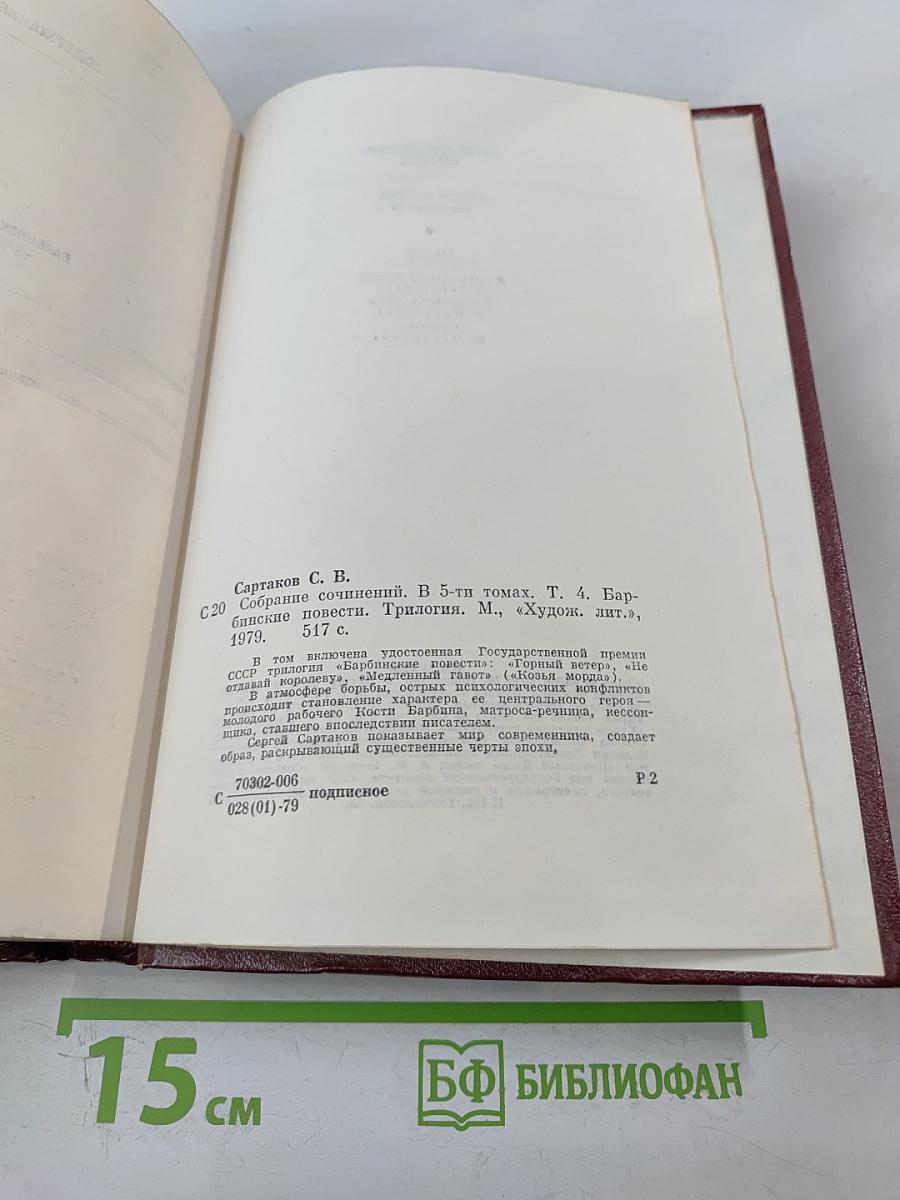 Сартаков С. В.
С20 Собрание сочинений. В 5-ти томах. Т. 4. Бар-
бинские повести. Трилогия. М., «Худож. лит.»,
1979. 517 с.
В том включена удостоенная Государственной премии
СССР трилогия «Барбинские повести»: «Горный ветер», «Не
отдавай королеву», «Медленный гавот» («Козья морда»).
В атмосфере борьбы, острых психологических конфликтов
происходит становление характера ее центрального героя —
молодого рабочего Кости Барбина, матроса-речника, кессон-
щика, ставшего впоследствии писателем.
Сергей Сартаков показывает мир современника, создает
образ, раскрывающий существенные черты эпохи,
С 70302-006 подписное Р 2
028(01)-79
15 см
БФ БИБЛИОФАН